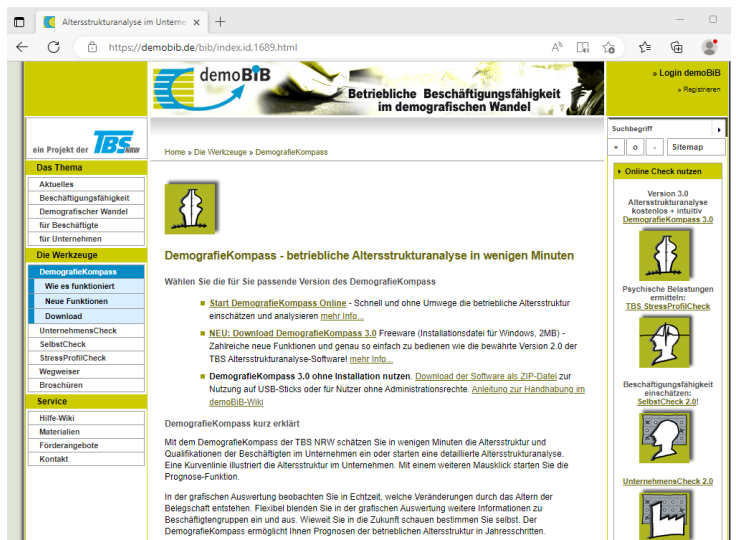 Altersstrukturanalyse im Unterne
https://demobib.de/bib/index.id,1689.html
demoBiB
Betriebliche Beschäftigungsfähigkeit
im demografischen Wandel
» Login demoBiB
» Registrieren
ein Projekt der TBS NRW
Home » Die Werkzeuge » DemografieKompass
Suchbegriff
+ o - Sitemap
Das Thema
Aktuelles
Beschäftigungsfähigkeit
Demografischer Wandel
für Beschäftigte
für Unternehmen
Die Werkzeuge
DemografieKompass
Wie es funktioniert
Neue Funktionen
Download
UnternehmensCheck
SelbstCheck
StressProfilCheck
Wegweiser
Broschüren
Service
Hilfe-Wiki
Materialien
Förderangebote
Kontakt
DemografieKompass - betriebliche Altersstrukturanalyse in wenigen Minuten
Wählen Sie die für Sie passende Version des DemografieKompass
Start DemografieKompass Online - Schnell und ohne Umwege die betriebliche Altersstruktur
einschätzen und analysieren mehr Info...
NEU: Download DemografieKompass 3.0 Freeware (Installationsdatei für Windows, 2MB) -
Zahlreiche neue Funktionen und genau so einfach zu bedienen wie die bewährte Version 2.0 der
TBS Altersstrukturanalyse-Software! mehr Info...
DemografieKompass 3.0 ohne Installation nutzen. Download der Software als ZIP-Datei zur
Nutzung auf USB-Sticks oder für Nutzer ohne Administrationsrechte. Anleitung zur Handhabung im
demoBiB-Wiki
DemografieKompass kurz erklärt
Mit dem DemografieKompass der TBS NRW schätzen Sie in wenigen Minuten die Altersstruktur und
Qualifikationen der Beschäftigten im Unternehmen ein oder starten eine detaillierte Altersstrukturanalyse.
Eine Kurvenlinie illustriert die Altersstruktur im Unternehmen. Mit einem weiteren Mausklick starten Sie die
Prognose-Funktion.
In der grafischen Auswertung beobachten Sie in Echtzeit, welche Veränderungen durch das Altern der
Belegschaft entstehen. Flexibel blenden Sie in der grafischen Auswertung weitere Informationen zu
Beschäftigtengruppen ein und aus. Wieweit Sie in die Zukunft schauen bestimmen Sie selbst. Der
DemografieKompass ermöglicht Ihnen Prognosen der betrieblichen Altersstruktur in Jahresschritten.
Online Check nutzen
Version 3.0
Altersstrukturanalyse
kostenlos + intuitiv
DemografieKompass 3.0
Psychische Belastungen
ermitteln:
TBS StressProfilCheck
Beschäftigungsfähigkeit
einschätzen:
SelbstCheck 2.0!
UnternehmensCheck 2.0